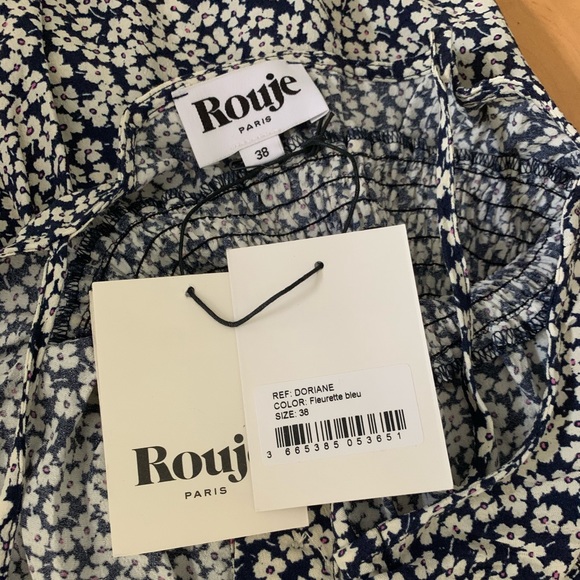 Rouje
PARIS
38
REF: DORIANE
COLOR: Fleurette bleu
SIZE: 38
3 665385 053651
Rouje
PARIS